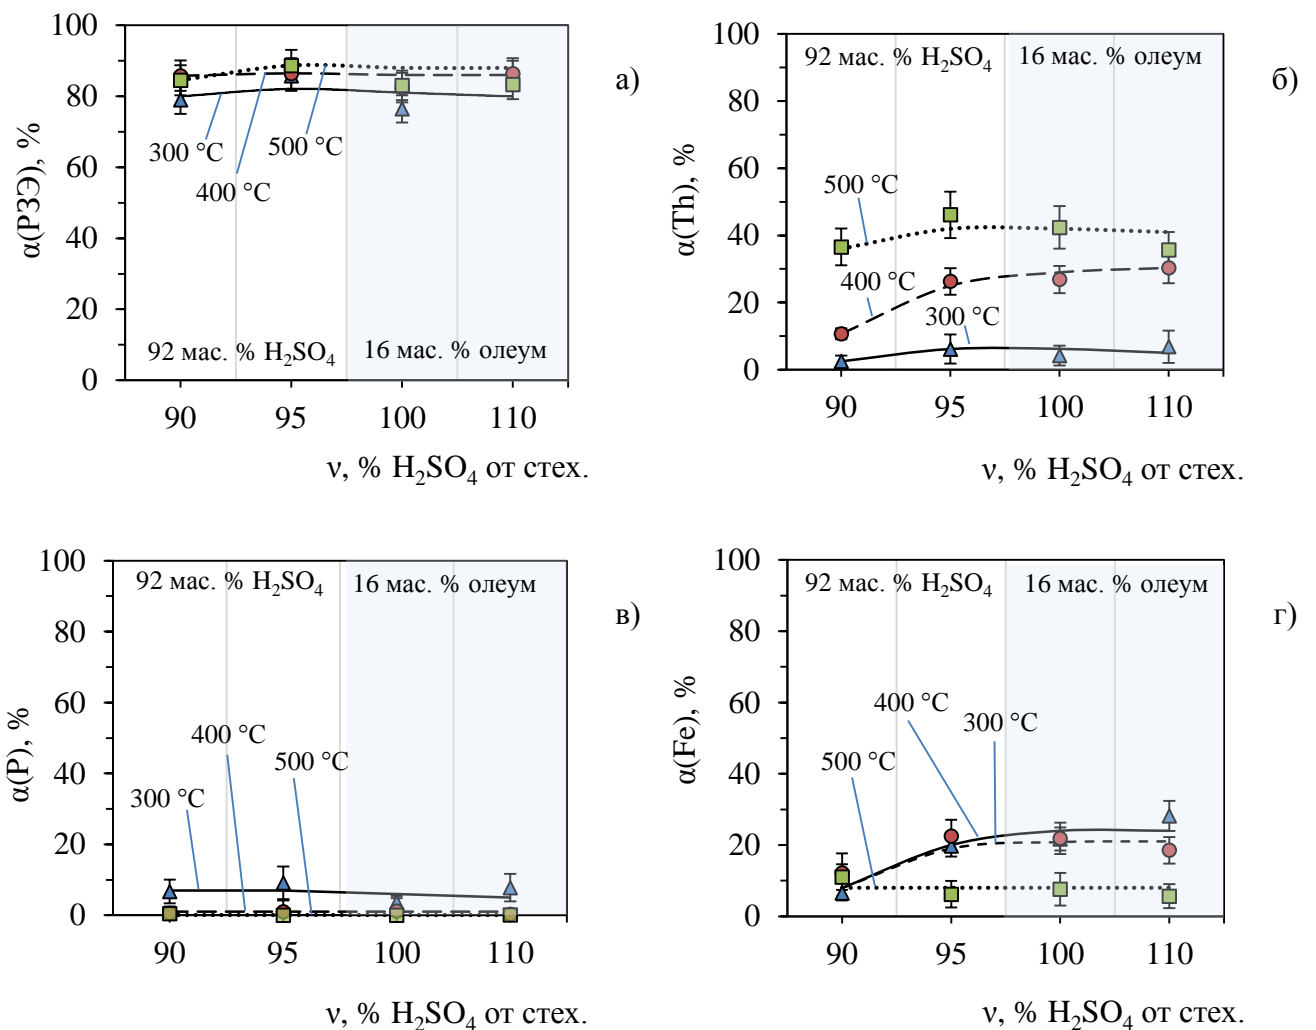 100
80
60
40
20
0
α(РЗЭ), %
300 °C
400 °C
500 °C
92 мас. % H₂SO₄
16 мас. % олеум
90
95
100
110
ν, % H₂SO₄ от стех.
а)
100
80
60
40
20
0
α(Th), %
92 мас. % H₂SO₄
16 мас. % олеум
500 °C
400 °C
300 °C
90
95
100
110
ν, % H₂SO₄ от стех.
б)
100
80
60
40
20
0
α(P), %
92 мас. % H₂SO₄
16 мас. % олеум
400 °C
500 °C
300 °C
90
95
100
110
ν, % H₂SO₄ от стех.
в)
100
80
60
40
20
0
α(Fe), %
92 мас. % H₂SO₄
16 мас. % олеум
400 °C
300 °C
500 °C
90
95
100
110
ν, % H₂SO₄ от стех.
г)